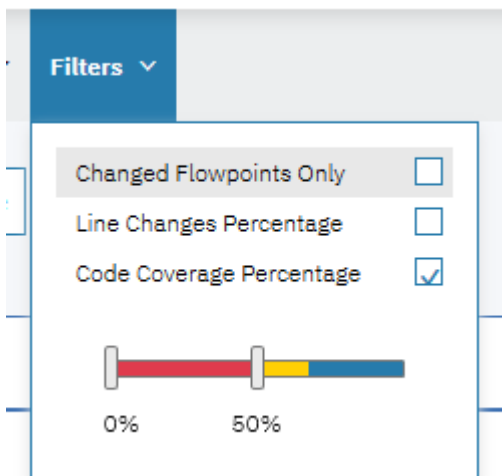 Filters
Changed Flowpoints Only
Line Changes Percentage
Code Coverage Percentage
0% 50%